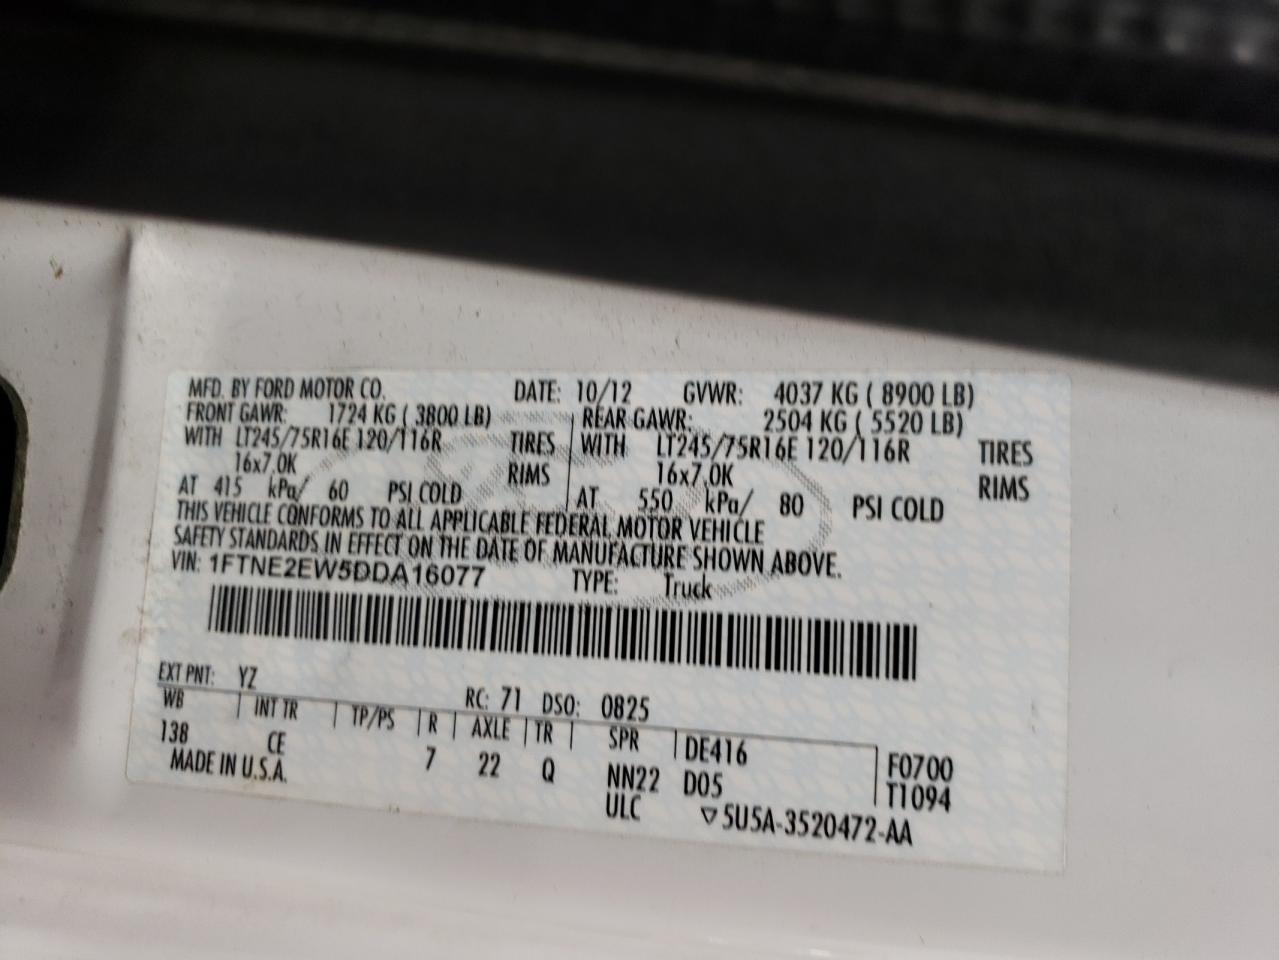 MFD. BY FORD MOTOR CO. DATE: 10/12 GVWR: 4037 KG ( 8900 LB)
FRONT GAWR: 1724 KG ( 3800 LB) REAR GAWR: 2504 KG ( 5520 LB)
WITH LT245/75R16E 120/116R TIRES WITH LT245/75R16E 120/116R TIRES
16x7.0K RIMS 16x7.0K RIMS
AT 415 kPa/ 60 PSI COLD AT 550 kPa/ 80 PSI COLD
THIS VEHICLE CONFORMS TO ALL APPLICABLE FEDERAL MOTOR VEHICLE
SAFETY STANDARDS IN EFFECT ON THE DATE OF MANUFACTURE SHOWN ABOVE.
VIN: 1FTNE2EW5DDA16077 TYPE: Truck
EXT PNT: YZ RC: 71 DSO: 0825
WB INT TR TP/PS R AXLE TR SPR DE416 F0700
138 CE 7 22 Q NN22 D05 T1094
MADE IN U.S.A. ULC ▽5U5A-3520472-AA